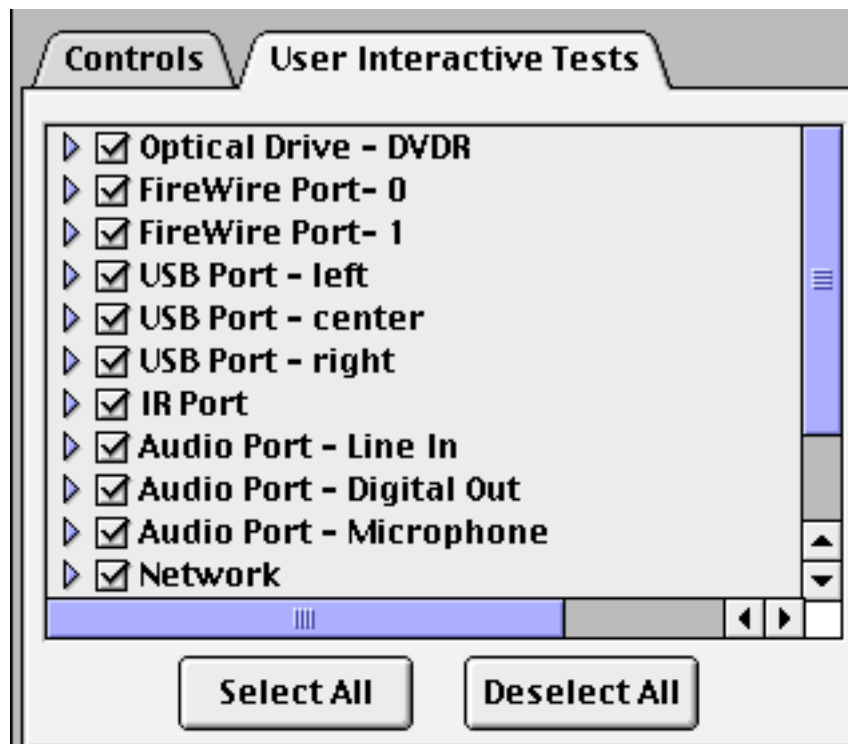 Controls
User Interactive Tests
Optical Drive - DVDR
FireWire Port- 0
FireWire Port- 1
USB Port - left
USB Port - center
USB Port - right
IR Port
Audio Port - Line In
Audio Port - Digital Out
Audio Port - Microphone
Network
Select All
Deselect All